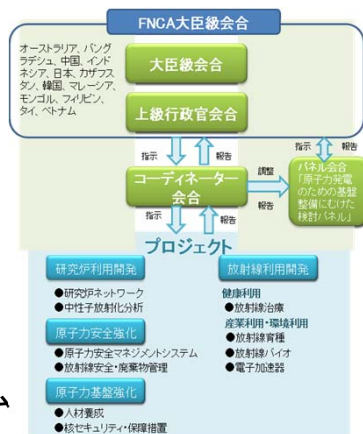 FNCA大臣級会合
オーストラリア、バング
ラデシュ、中国、インド
ネシア、日本、カザフス
タン、韓国、マレーシア、
モンゴル、フィリピン、
タイ、ベトナム
大臣級会合
上級行政官会合
指示
報告
指示
報告
コーディネーター
会合
調整
報告
パネル会合
「原子力発電
のための基盤
整備にむけた
検討パネル」
指示
報告
プロジェクト
研究炉利用開発
●研究炉ネットワーク
●中性子放射化分析
原子力安全強化
●原子力安全マネジメントシステム
●放射線安全・廃棄物管理
原子力基盤強化
●人材養成
●核セキュリティ・保障措置
放射線利用開発
健康利用
●放射線治療
産業利用・環境利用
●放射線育種
●放射線バイオ
●電子加速器
ム